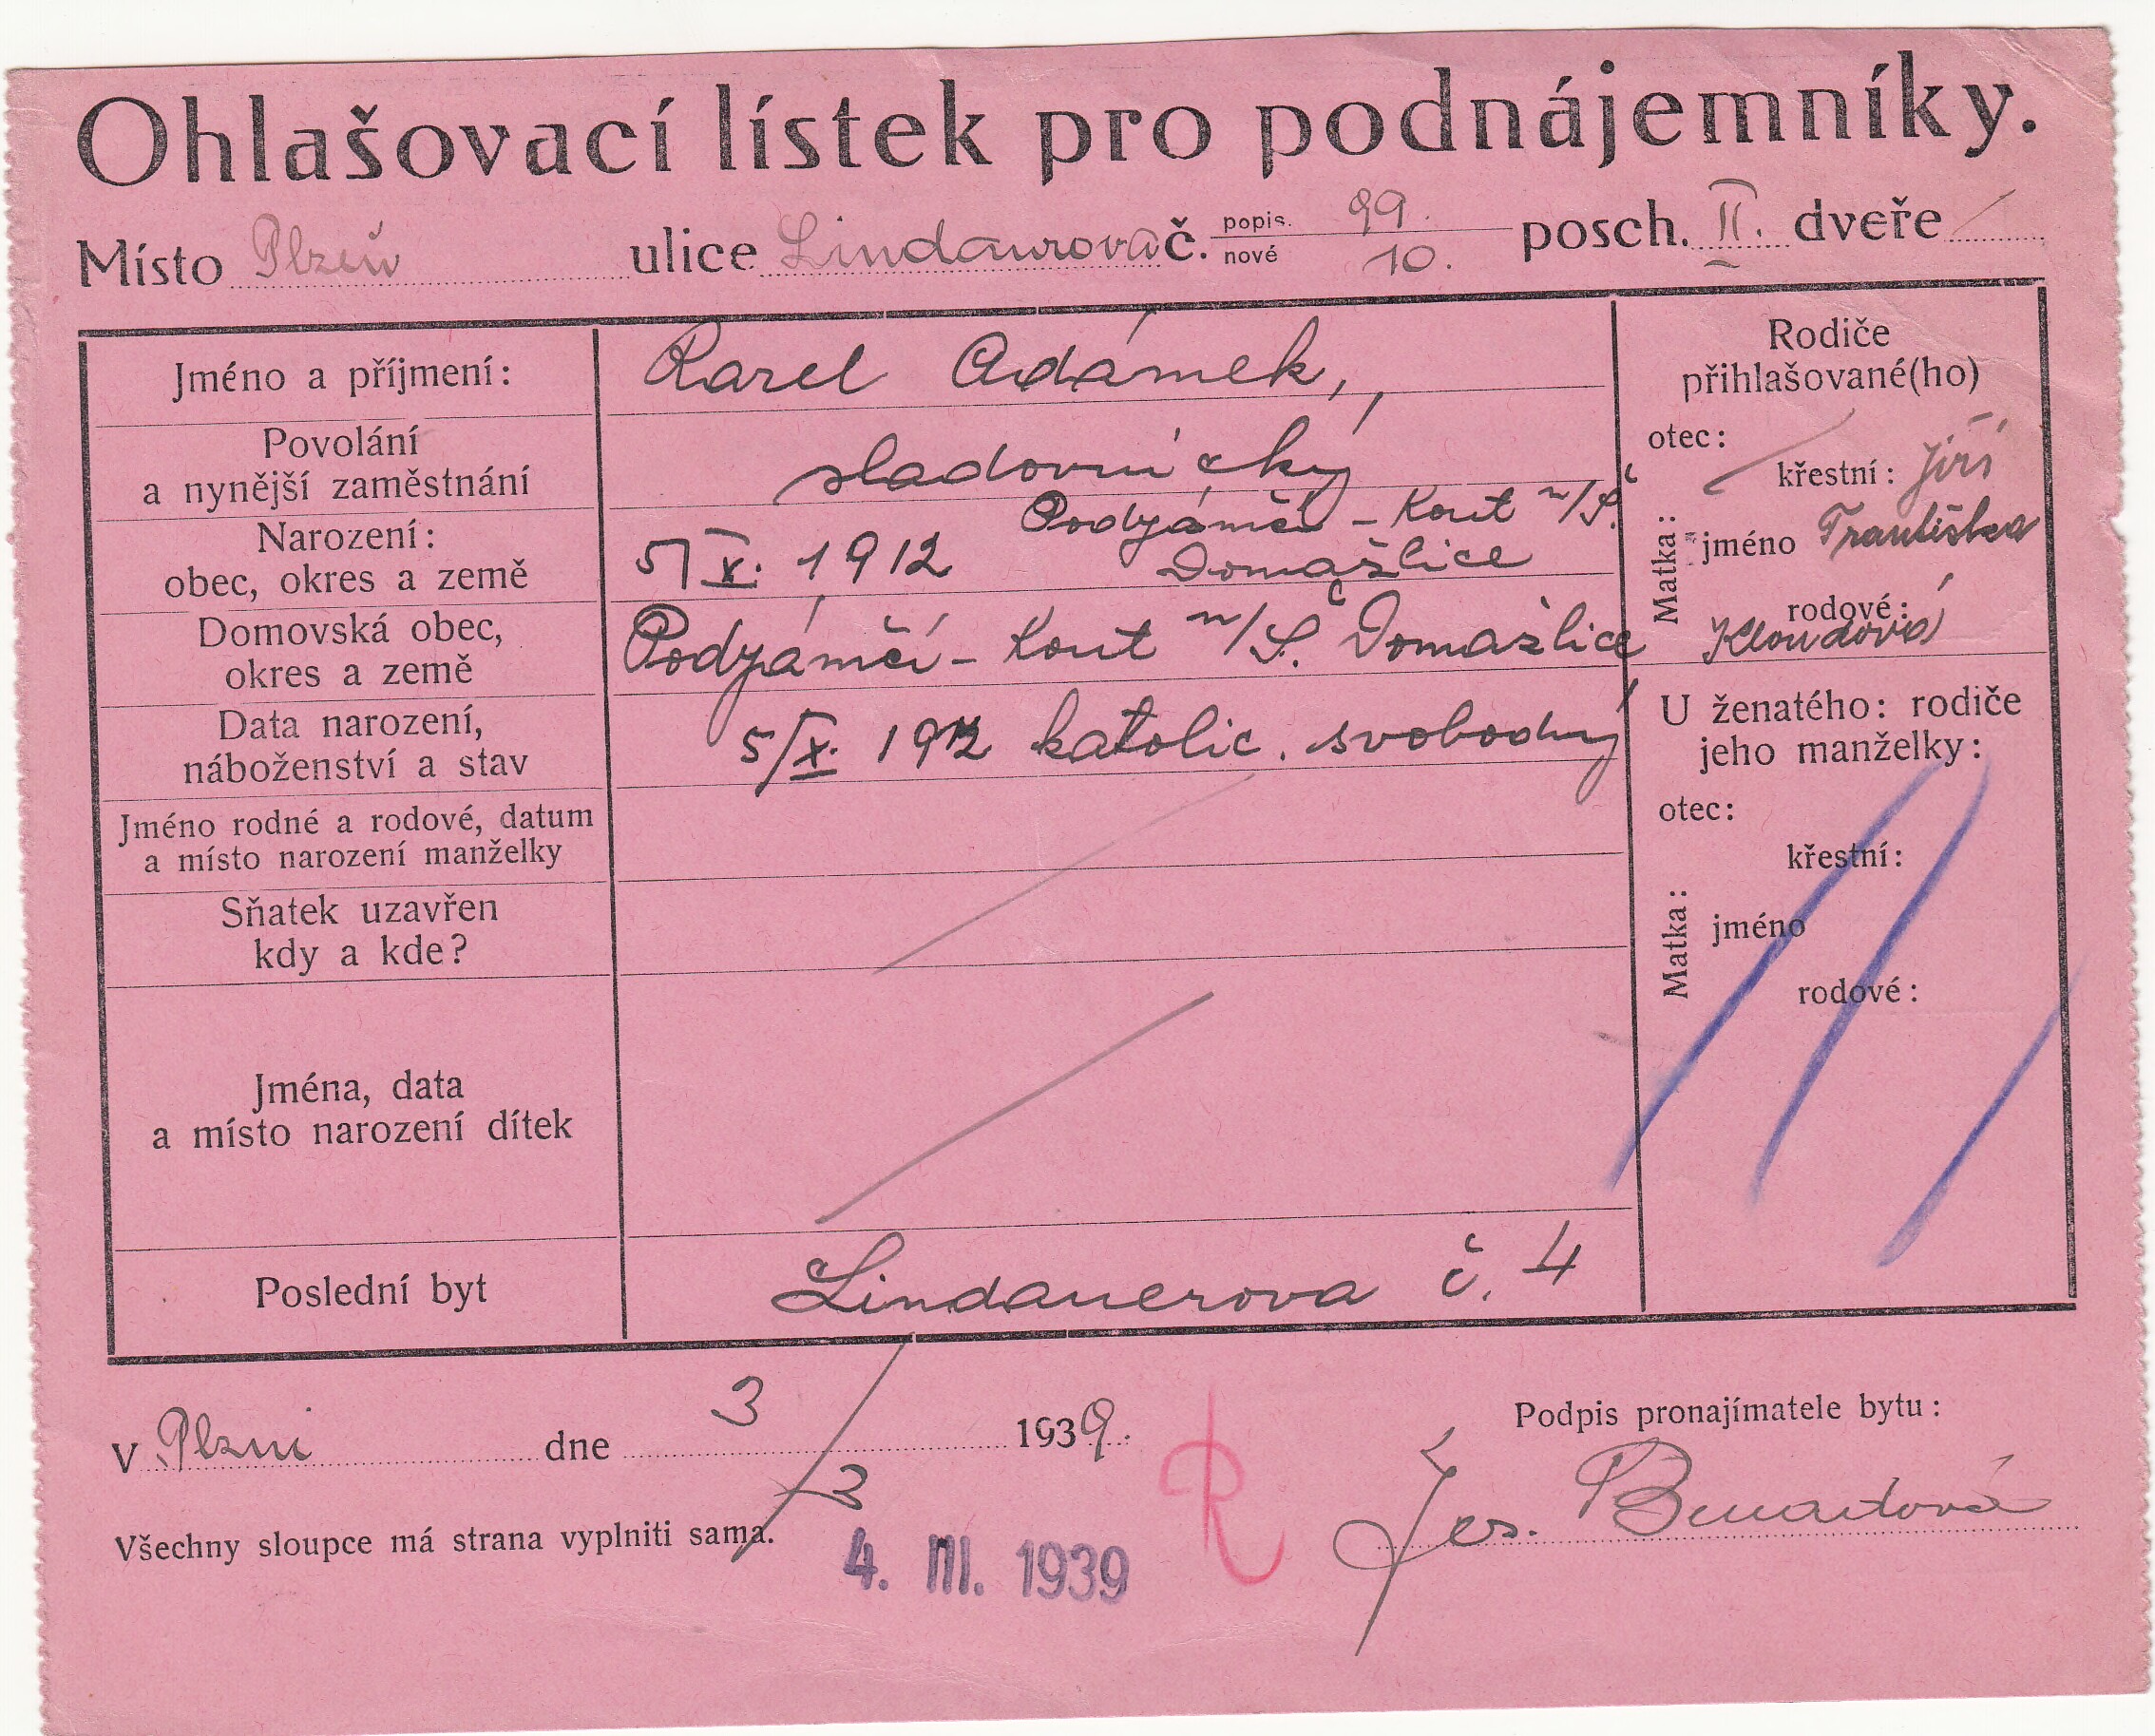 Ohlašovací lístek pro podnájemníky.
Místo Plzeň ulice Lindaurova č. popis. 99. nové 10. posch. II. dveře /
Jméno a příjmení: Karel Adámek,
Povolání
a nynější zaměstnání
sladovnický
Narození:
obec, okres a země
5/X. 1912 Podzámčí - Kout n/Š.
Domažlice
Domovská obec,
okres a země
Podzámčí - Kout n/Š. Domažlice
Data narození,
náboženství a stav
5/X. 1912 katolic. svobodný
Jméno rodné a rodové, datum
a místo narození manželky
Sňatek uzavřen
kdy a kde?
Jména, data
a místo narození dítek
Poslední byt Lindauerova č. 4
Rodiče
přihlašované(ho)
otec:
křestní: Jiří
Matka: jméno Františka
rodové:
Kloudová
U ženatého: rodiče
jeho manželky:
otec:
křestní:
Matka: jméno
rodové:
V Plzni dne 3/3 1939.
Podpis pronajímatele bytu:
Všechny sloupce má strana vyplniti sama.
4. III. 1939
R